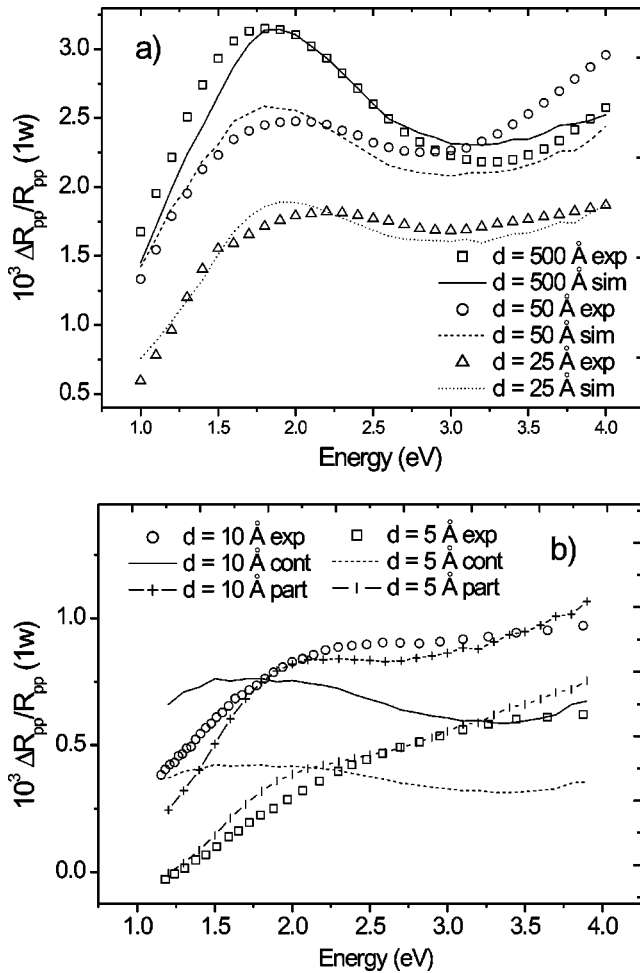 a)
3.0
2.5
2.0
1.5
1.0
0.5
10³ ΔR_pp/R_pp (1w)
d = 500 Å exp
d = 500 Å sim
d = 50 Å exp
d = 50 Å sim
d = 25 Å exp
d = 25 Å sim
1.0 1.5 2.0 2.5 3.0 3.5 4.0
Energy (eV)
b)
d = 10 Å exp
d = 10 Å cont
d = 10 Å part
d = 5 Å exp
d = 5 Å cont
d = 5 Å part
1.0
0.5
0.0
10³ ΔR_pp/R_pp (1w)
1.0 1.5 2.0 2.5 3.0 3.5 4.0
Energy (eV)